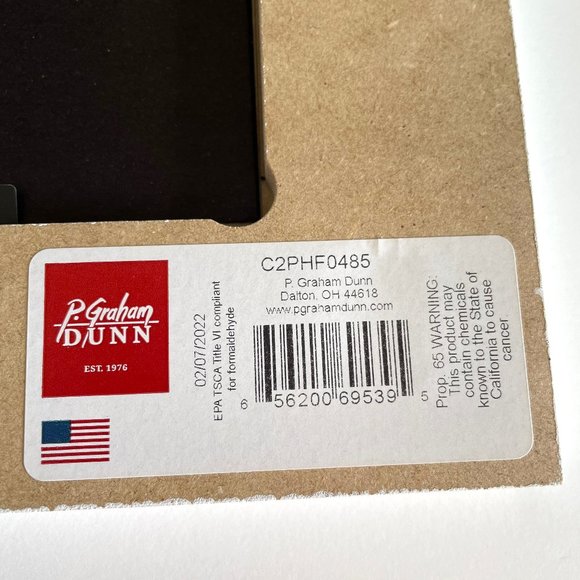 P. Graham
DUNN
EST. 1976
02/07/2022
EPA TSCA Title VI compliant
for formaldehyde
C2PHF0485
P. Graham Dunn
Dalton, OH 44618
www.pgrahamdunn.com
6 56200 69539 5
Prop. 65 WARNING:
This product may
contain chemicals
known to the State of
California to cause
cancer